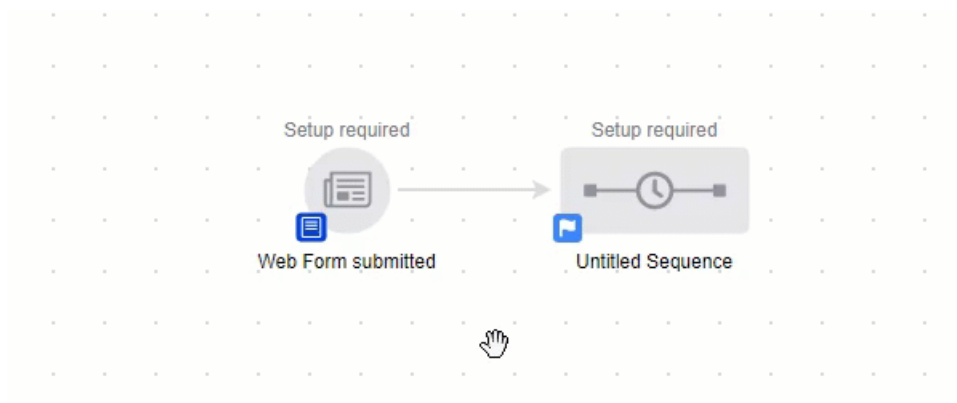 Setup required
Setup required
Web Form submitted
Untitled Sequence